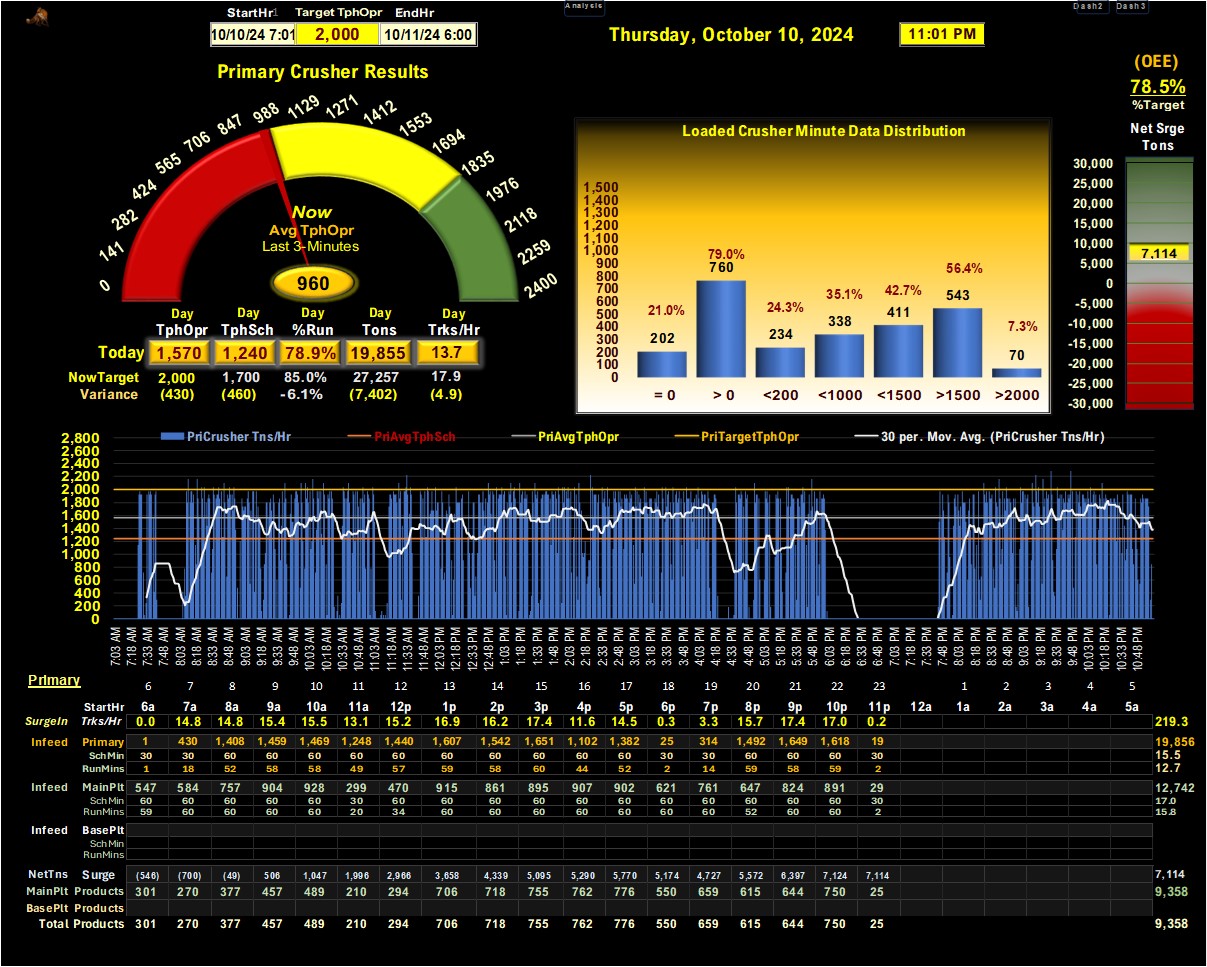 Analysis
Dash2 Dash3
StartHr1 Target TphOpr EndHr
10/10/24 7:01 2,000 10/11/24 6:00
Thursday, October 10, 2024 11:01 PM
(OEE)
78.5%
%Target
Net Srge
Tons
Primary Crusher Results
0 141 282 424 565 706 847 988 1129 1271 1412 1553 1694 1835 1976 2118 2259 2400
Now
Avg TphOpr
Last 3-Minutes
960
Day Day Day Day Day
TphOpr TphSch %Run Tons Trks/Hr
Today 1,570 1,240 78.9% 19,855 13.7
NowTarget 2,000 1,700 85.0% 27,257 17.9
Variance (430) (460) -6.1% (7,402) (4.9)
Loaded Crusher Minute Data Distribution
1,500
1,400
1,300
1,200
1,100
1,000
900
800
700
600
500
400
300
200
100
0
21.0% 79.0% 24.3% 35.1% 42.7% 56.4% 7.3%
202 760 234 338 411 543 70
= 0 > 0 <200 <1000 <1500 >1500 >2000
30,000
25,000
20,000
15,000
10,000
7,114
5,000
0
-5,000
-10,000
-15,000
-20,000
-25,000
-30,000
PriCrusher Tns/Hr PriAvgTphSch PriAvgTphOpr PriTargetTphOpr 30 per. Mov. Avg. (PriCrusher Tns/Hr)
2,800
2,600
2,400
2,200
2,000
1,800
1,600
1,400
1,200
1,000
800
600
400
200
0
7:03 AM 7:18 AM 7:33 AM 7:48 AM 8:03 AM 8:18 AM 8:33 AM 8:48 AM 9:03 AM 9:18 AM 9:33 AM 9:48 AM 10:03 AM 10:18 AM 10:33 AM 10:48 AM 11:03 AM 11:18 AM 11:33 AM 11:48 AM 12:03 PM 12:18 PM 12:33 PM 12:48 PM 1:03 PM 1:18 PM 1:33 PM 1:48 PM 2:03 PM 2:18 PM 2:33 PM 2:48 PM 3:03 PM 3:18 PM 3:33 PM 3:48 PM 4:03 PM 4:18 PM 4:33 PM 4:48 PM 5:03 PM 5:18 PM 5:33 PM 5:48 PM 6:03 PM 6:18 PM 6:33 PM 6:48 PM 7:03 PM 7:18 PM 7:33 PM 7:48 PM 8:03 PM 8:18 PM 8:33 PM 8:48 PM 9:03 PM 9:18 PM 9:33 PM 9:48 PM 10:03 PM 10:18 PM 10:33 PM 10:48 PM
Primary 6 7 8 9 10 11 12 13 14 15 16 17 18 19 20 21 22 23 1 2 3 4 5
StartHr 6a 7a 8a 9a 10a 11a 12p 1p 2p 3p 4p 5p 6p 7p 8p 9p 10p 11p 12a 1a 2a 3a 4a 5a
SurgeIn Trks/Hr 0.0 14.8 14.8 15.4 15.5 13.1 15.2 16.9 16.2 17.4 11.6 14.5 0.3 3.3 15.7 17.4 17.0 0.2 219.3
Infeed Primary 1 430 1,408 1,459 1,469 1,248 1,440 1,607 1,542 1,651 1,102 1,382 25 314 1,492 1,649 1,618 19 19,856
SchMin 30 30 60 60 60 60 60 60 60 60 60 60 30 30 60 60 60 30 15.5
RunMins 1 18 52 58 58 49 57 59 58 60 44 52 2 14 59 58 59 2 12.7
Infeed MainPlt 547 584 757 904 928 299 470 915 861 895 907 902 621 761 647 824 891 29 12,742
SchMin 60 60 60 60 60 30 60 60 60 60 60 60 60 60 60 60 60 30 17.0
RunMins 59 60 60 60 60 20 34 60 60 60 60 60 60 60 52 60 60 2 15.8
Infeed BasePlt
SchMin
RunMins
NetTns Surge (546) (700) (49) 506 1,047 1,996 2,966 3,658 4,339 5,095 5,290 5,770 5,174 4,727 5,572 6,397 7,124 7,114 7,114
MainPlt Products 301 270 377 457 489 210 294 706 718 755 762 776 550 659 615 644 750 25 9,358
BasePlt Products
Total Products 301 270 377 457 489 210 294 706 718 755 762 776 550 659 615 644 750 25 9,358